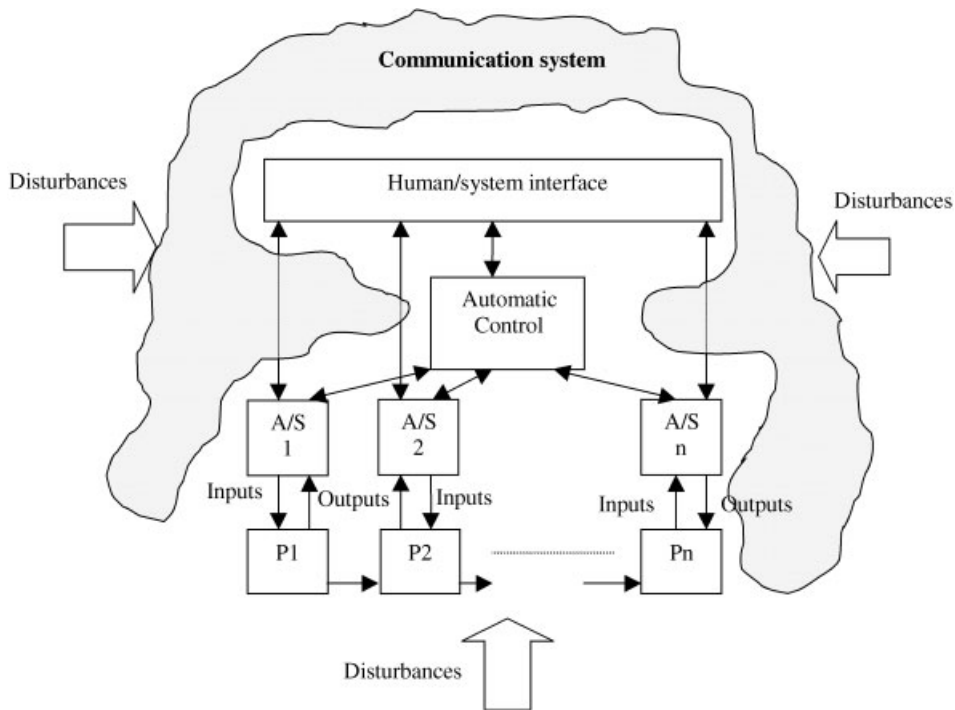 Communication system
Disturbances
Human/system interface
Disturbances
Automatic
Control
A/S
1
A/S
2
A/S
n
Inputs
Outputs
Inputs
Inputs
Outputs
P1
P2
Pn
Disturbances